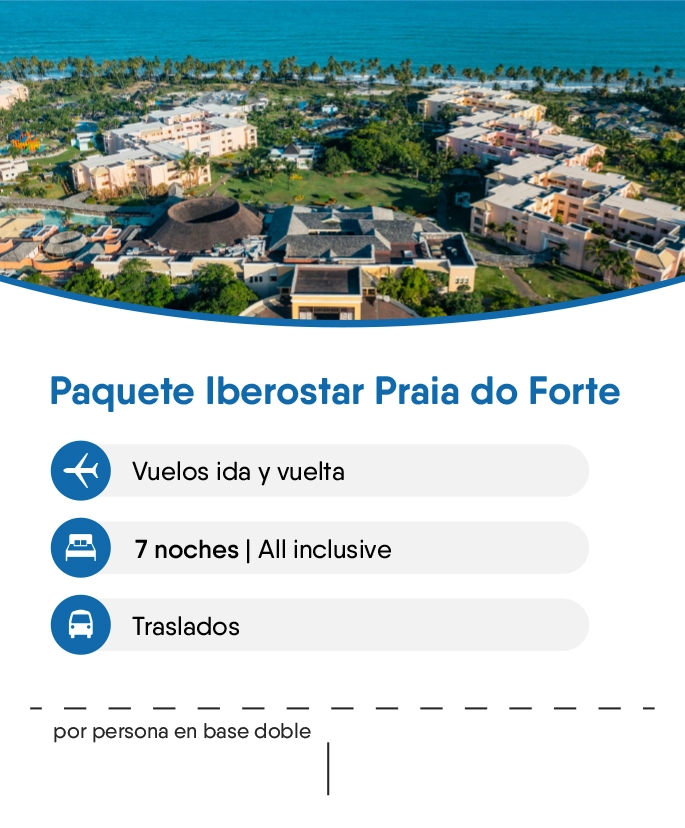 Paquete Iberostar Praia do Forte
Vuelos ida y vuelta
7 noches | All inclusive
Traslados
por persona en base doble